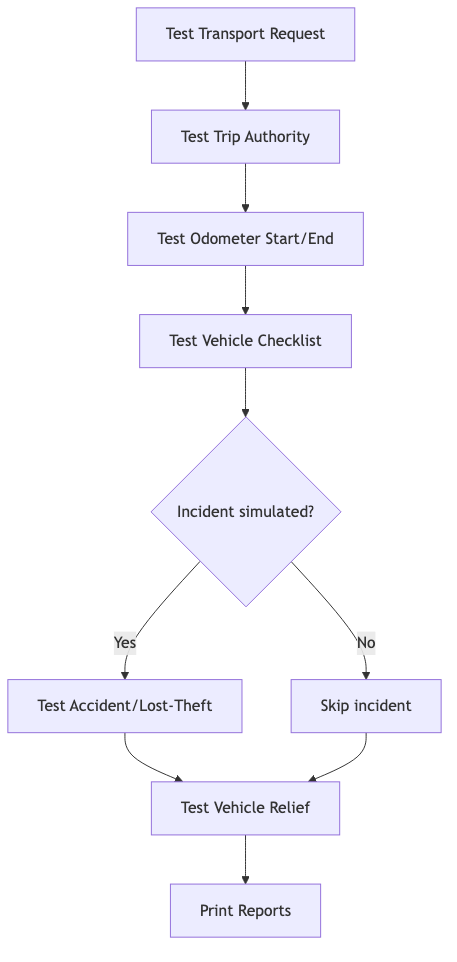 Test Transport Request
Test Trip Authority
Test Odometer Start/End
Test Vehicle Checklist
Incident simulated?
Yes
No
Test Accident/Lost-Theft
Skip incident
Test Vehicle Relief
Print Reports